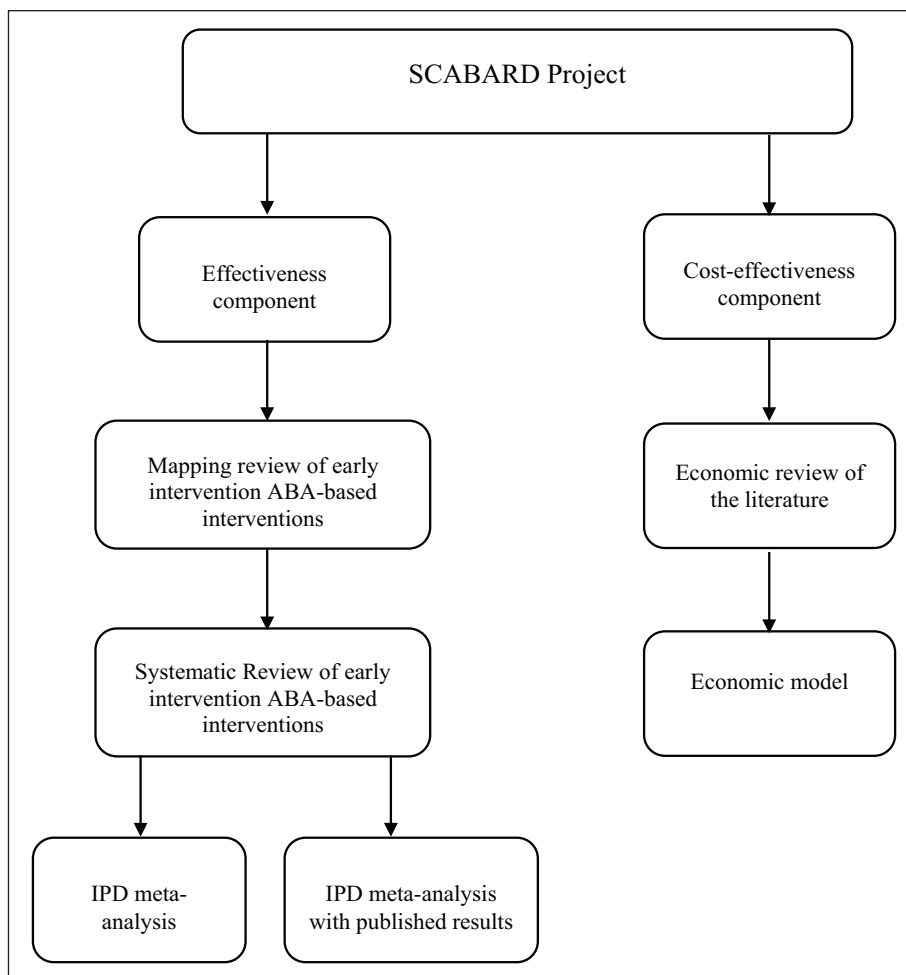 SCABARD Project
Effectiveness
component
Cost-effectiveness
component
Mapping review of early
intervention ABA-based
interventions
Economic review of
the literature
Systematic Review of early
intervention ABA-based
interventions
Economic model
IPD meta-
analysis
IPD meta-analysis
with published results